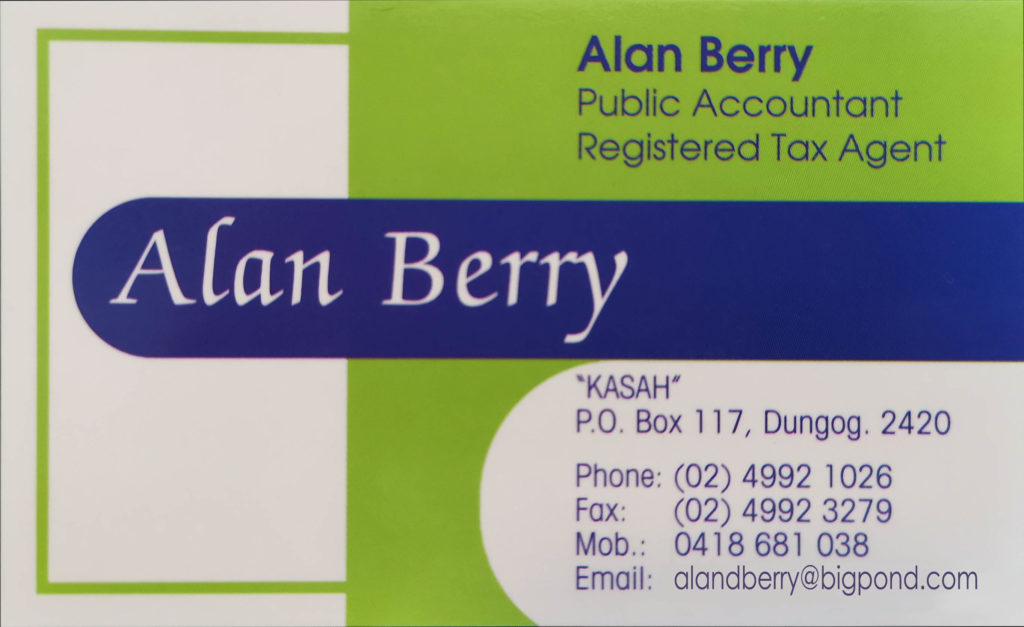 Alan Berry
Public Accountant
Registered Tax Agent
Alan Berry
"KASAH"
P.O. Box 117, Dungog. 2420
Phone: (02) 4992 1026
Fax: (02) 4992 3279
Mob.: 0418 681 038
Email: alandberry@bigpond.com